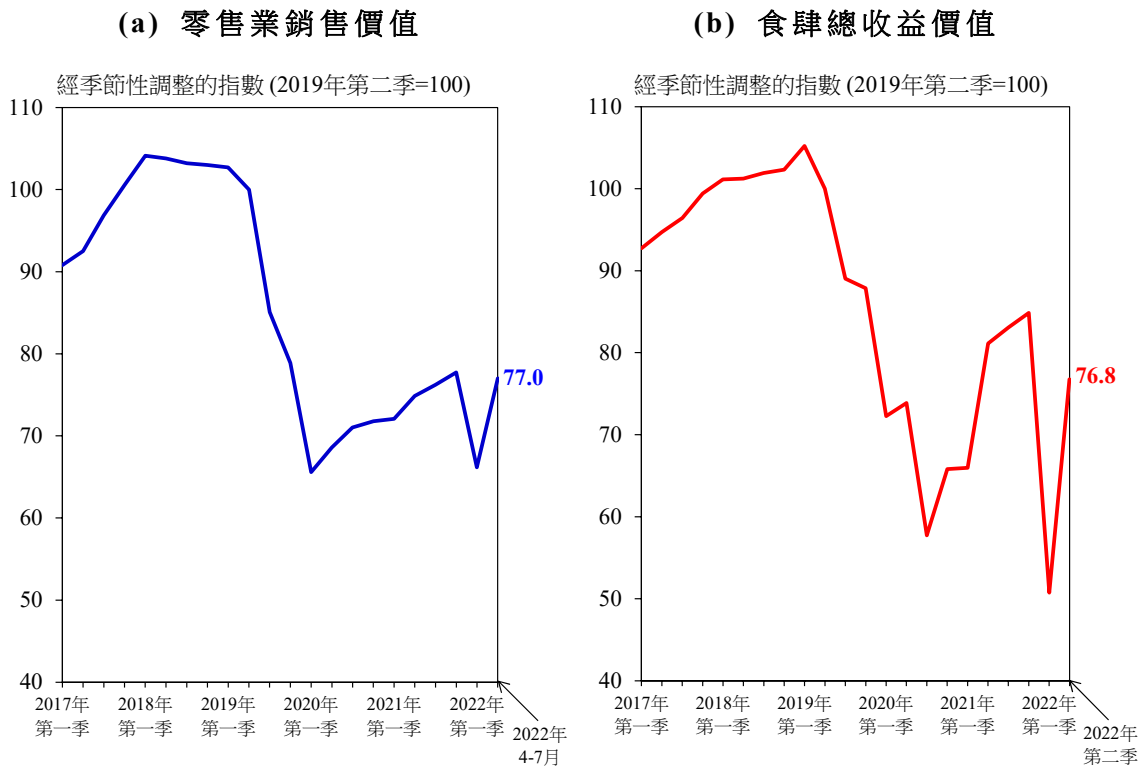 (a) 零售業銷售價值
經季節性調整的指數 (2019年第二季=100)
110
100
90
80
70
60
50
40
77.0
2017年
第一季
2018年
第一季
2019年
第一季
2020年
第一季
2021年
第一季
2022年
第一季
2022年
4-7月
(b) 食肆總收益價值
經季節性調整的指數 (2019年第二季=100)
110
100
90
80
70
60
50
40
76.8
2017年
第一季
2018年
第一季
2019年
第一季
2020年
第一季
2021年
第一季
2022年
第一季
2022年
第二季